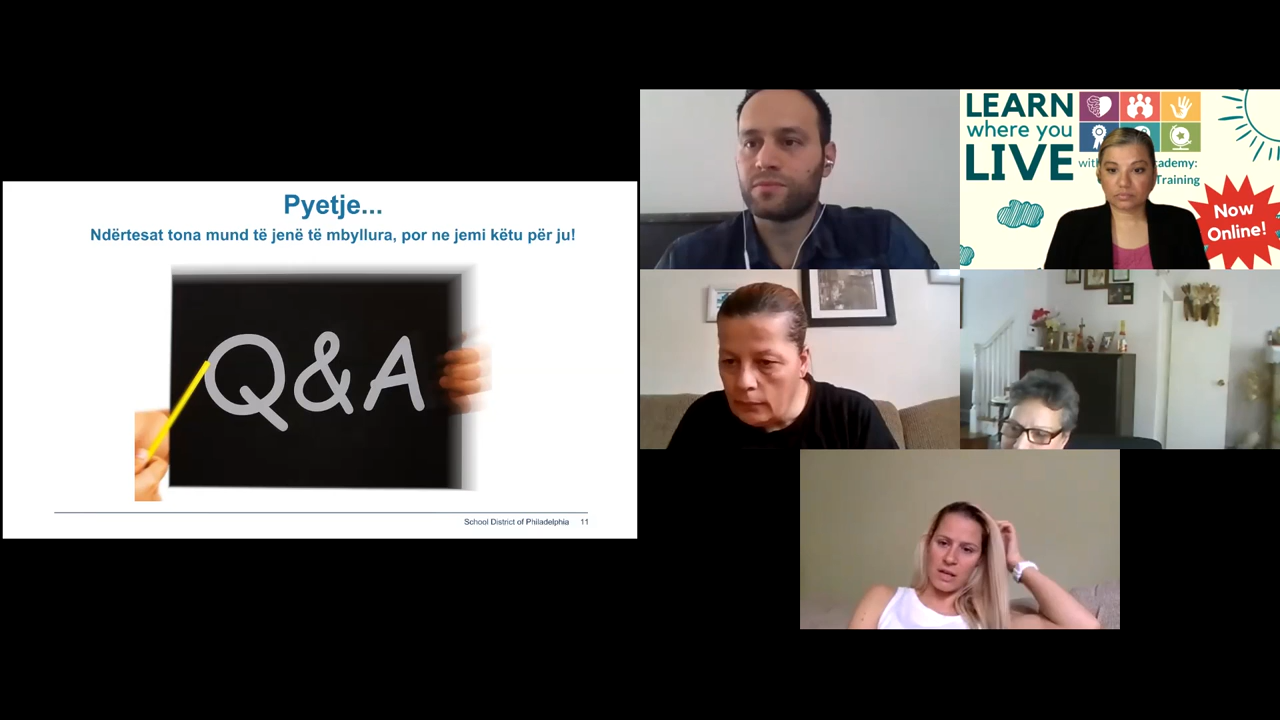 Pyetje...
Ndërtesat tona mund të jenë të mbyllura, por ne jemi këtu për ju!
Q&A
School District of Philadelphia 11
LEARN
where you
LIVE
with
cademy:
Training
Now
Online!